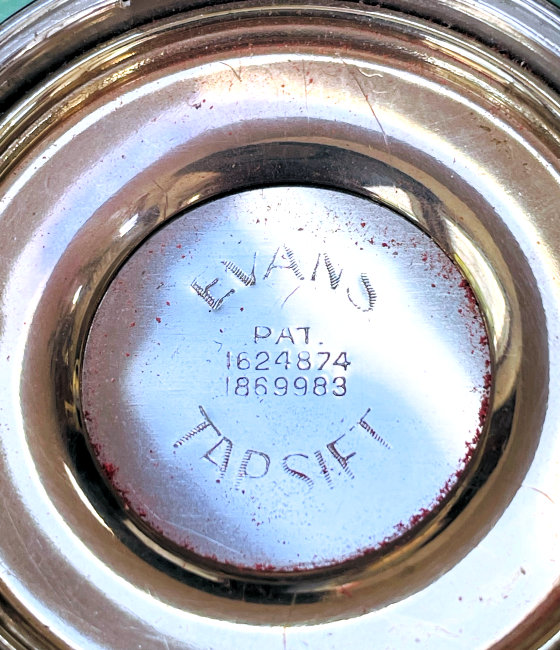 EVANS
PAT.
1624874
1869983
TAPSIFT